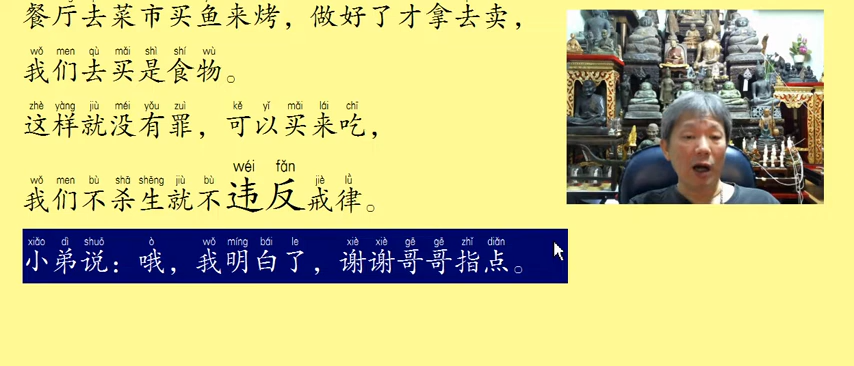 餐厅去菜市买鱼来烤，做好了才拿去卖，
wǒ men qù mǎi shì shí wù
我们去买是食物。
zhè yàng jiù méi yǒu zuì kě yǐ mǎi lái chī
这样就没有罪，可以买来吃，
wǒ men bù shā shēng jiù bù wéi fǎn jiè lǜ
我们不杀生就不违反戒律。
xiǎo dì shuō ò wǒ míng bái le xiè xiè gē gē zhǐ diǎn
小弟说：哦，我明白了，谢谢哥哥指点。